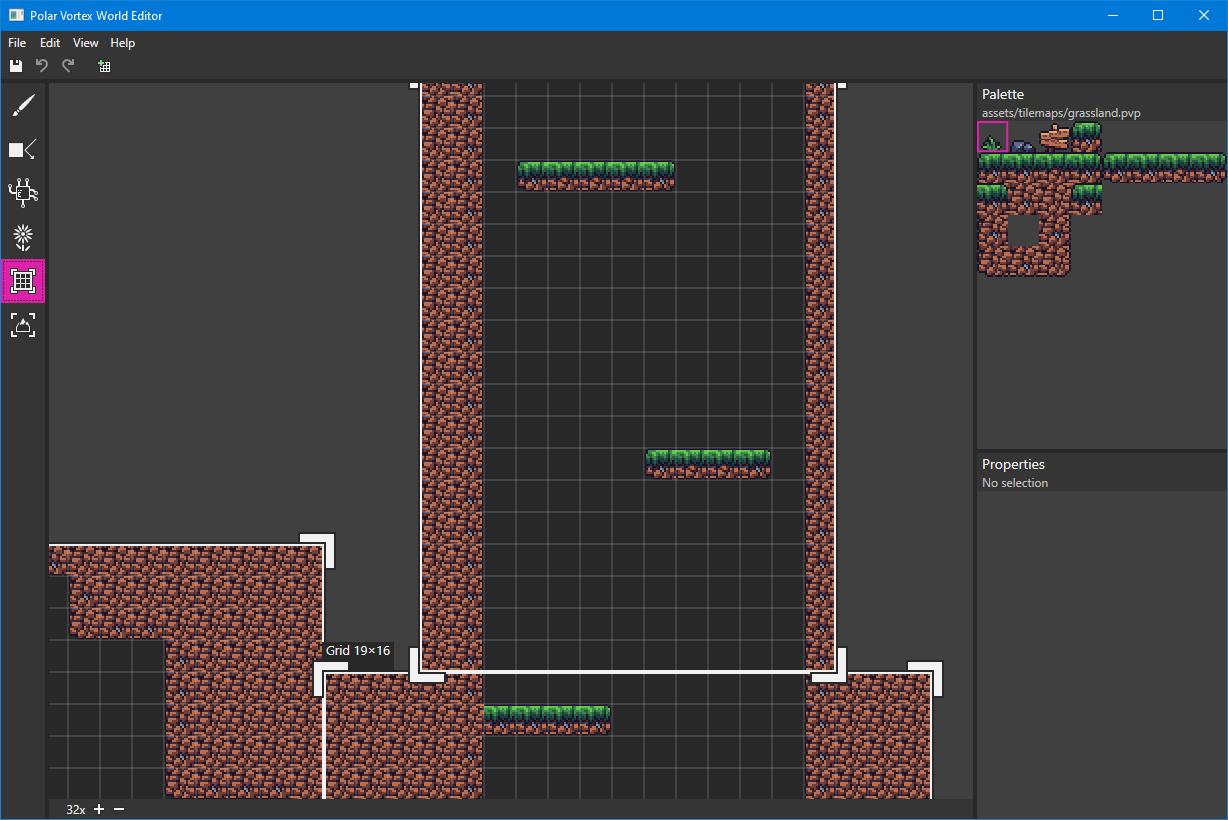 Polar Vortex World Editor
File Edit View Help
Palette
assets/tilemaps/grassland.pvp
Properties
No selection
Grid 19×16
32x